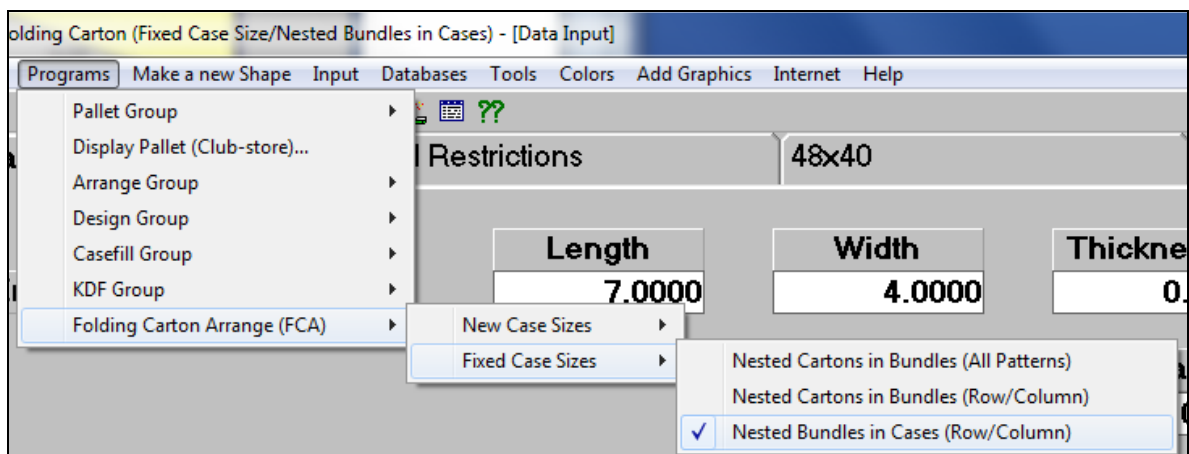 olding Carton (Fixed Case Size/Nested Bundles in Cases) - [Data Input]
Programs Make a new Shape Input Databases Tools Colors Add Graphics Internet Help
Pallet Group
??
Display Pallet (Club-store)...
Restrictions
48x40
Arrange Group
Design Group
Casefill Group
Length
Width
Thickne
KDF Group
7.0000
4.0000
0.
Folding Carton Arrange (FCA)
New Case Sizes
Fixed Case Sizes
Nested Cartons in Bundles (All Patterns)
Nested Cartons in Bundles (Row/Column)
Nested Bundles in Cases (Row/Column)